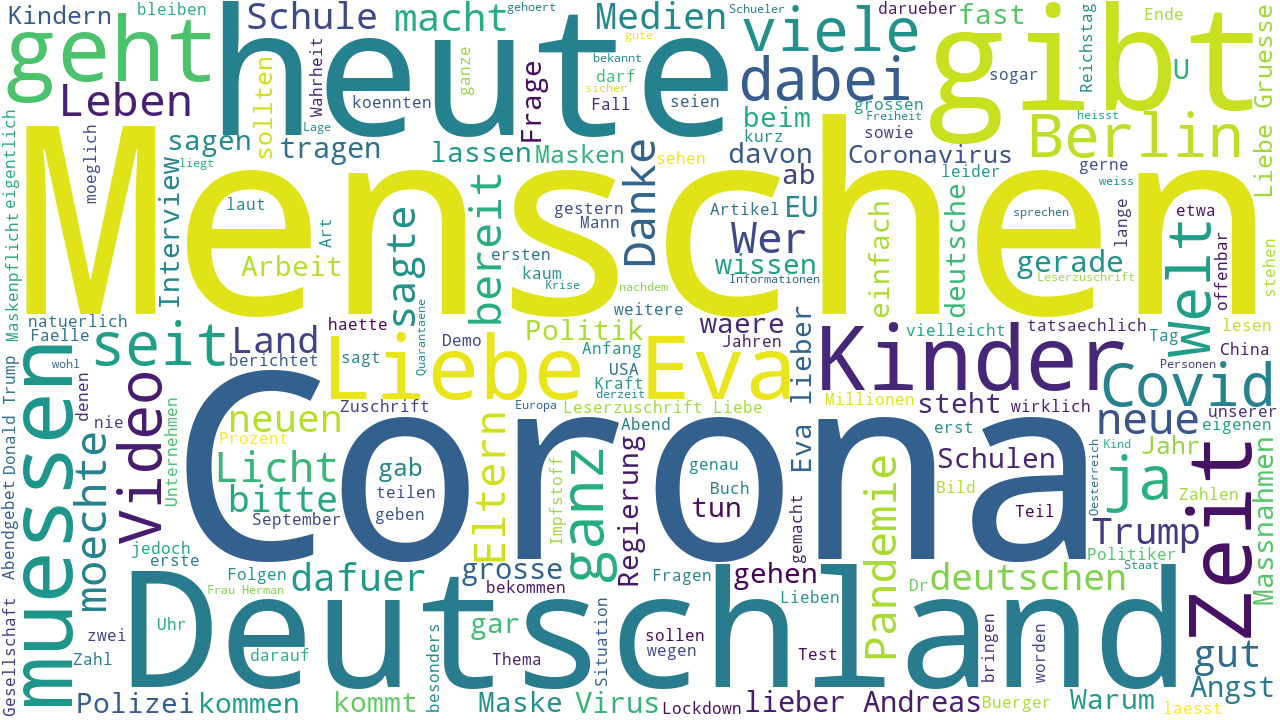 Kindern
bleiben
Schule
macht
gehoert
Medien
Schueler
viele
darueber
fast
Ende
geht
heute
gibt
Liebe Gruesse
gute
bekannt
darf
sicher
Fall
seien
ganze
Wahrheit
sollten
koennten
Lage
Frage
dabei
sogar
Reichstag
U
Leben
grossen
Freiheit
heisst
beim
kurz
sowie
Berlin
eigentlich
moeglich
sagen
liegt
tragen
lassen
Masken
sehen
davon
Coronavirus
leider
gerne
weiss
Menschen
Interview
laut
Art
sagte
bereit
gestern
Mann
Danke
Artikel
ab
EU
Wer
einfach
deutsche
sprechen
lange
etwa
Maskenpflicht
Arbeit
ersten
kaum
Krise
nachdem
wissen
Informationen
gerade
Leserzuschrift
Welt
offenbar
stehen
natuerlich
Faelle
wohl
seit
Land
berichtet
haette
sagt
Quarantaene
Demo
Politik
weitere
Anfang
USA
Kraft
derzeit
waere
Jahren
vielleicht
tatsaechlich
Tag
Personen
lesen
China
muessen
Liebe Eva
Eva lieber
Kinder
Covid
Donald Trump
denen
nie
Video
Unternehmen
neuen
Prozent
Zuschrift
Europa
Leserzuschrift Liebe
Abend
Millionen
steht
wirklich
erst
neue
unserer
eigenen
Kind
Jahr
Corona
moechte
Licht
bitte
September
gab
teilen
geben
Eltern
Impfstoff
ganz
Regierung
genau
Buch
tun
gemacht
Pandemie
Bild
Schulen
Teil
Oesterreich
ja
Zahlen
Zeit
Massnahmen
Trump
Politiker
Staat
Abendgebet
jedoch
erste
Folgen
Frau Herman
dafuer
grosse
bekommen
Fragen
gehen
Lieben
Dr
deutschen
Deutschland
Gesellschaft
zwei
Zahl
Uhr
darauf
besonders
gar
Thema
Situation
sollen
wegen
Test
bringen
worden
gut
Angst
Polizei
kommen
kommt
Maske
Virus
Lockdown
lieber Andreas
Buerger
Warum
laesst